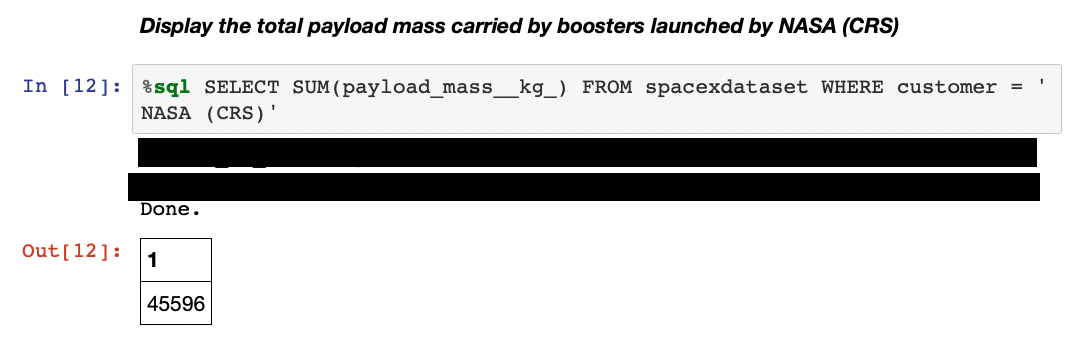 Display the total payload mass carried by boosters launched by NASA (CRS)
In [12]: %sql SELECT SUM(payload_mass__kg_) FROM spacexdataset WHERE customer = '
NASA (CRS)'
Done.
Out[12]:
1
45596